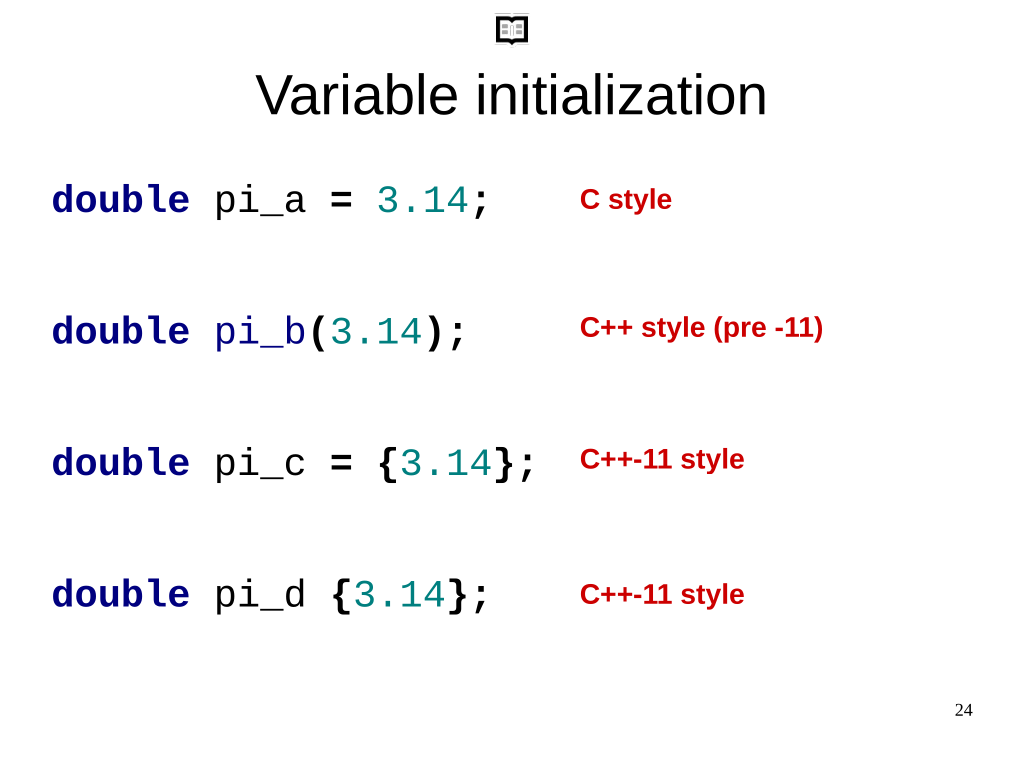 Variable initialization
double pi_a = 3.14; C style
double pi_b(3.14); C++ style (pre -11)
double pi_c = {3.14}; C++-11 style
double pi_d {3.14}; C++-11 style
24